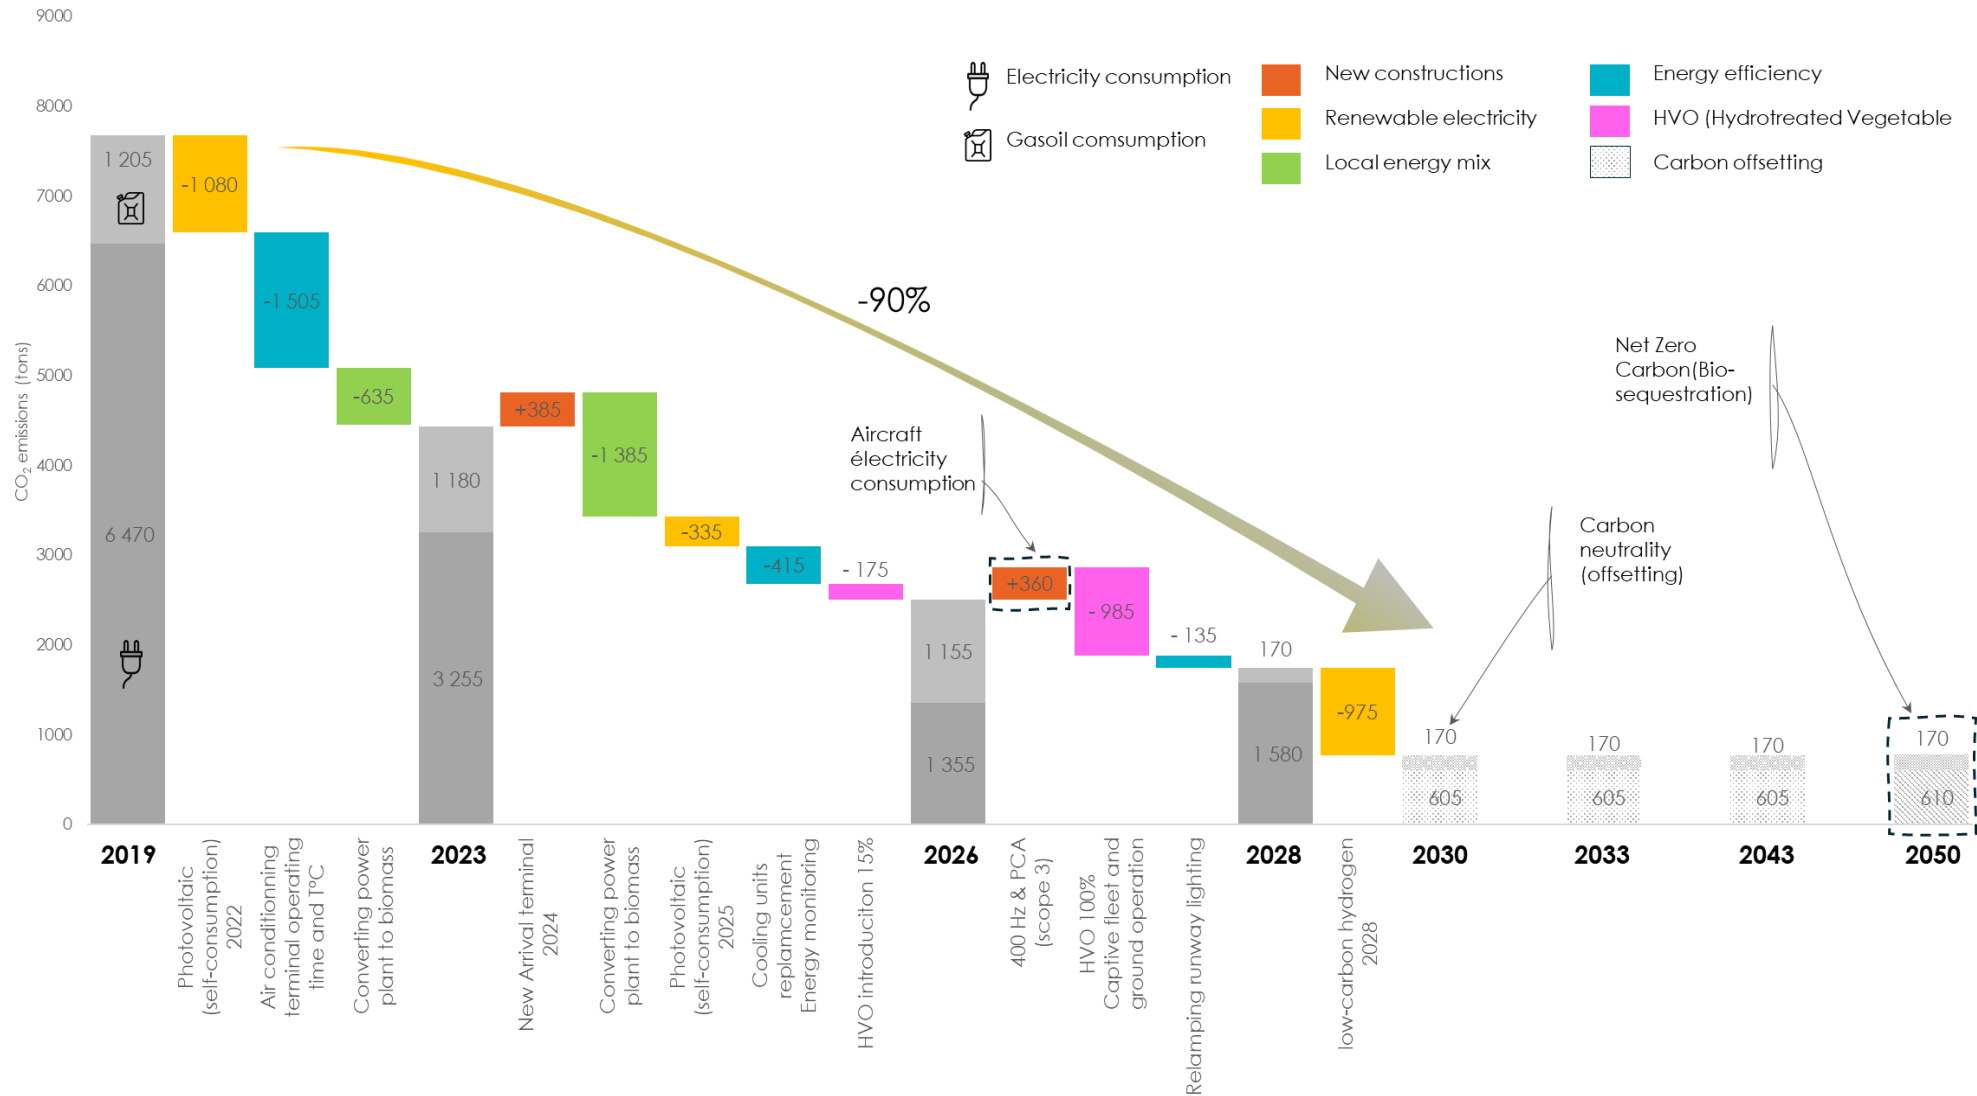 9000
8000
7000
6000
5000
4000
3000
2000
1000
0
CO₂ emissions (tons)
Electricity consumption
Gasoil comsumption
New constructions
Renewable electricity
Local energy mix
Energy efficiency
HVO (Hydrotreated Vegetable
Carbon offsetting
1 205
6 470
-1 080
-1 505
-635
1 180
3 255
+385
-1 385
-335
-415
- 175
1 155
1 355
+360
- 985
- 135
170
1 580
-975
170
605
170
605
170
605
170
610
-90%
Aircraft
électricity
consumption
Carbon
neutrality
(offsetting)
Net Zero
Carbon(Bio-
sequestration)
2019
Photovoltaic
(self-consumption)
2022
Air conditionning
terminal operating
time and T°C
Converting power
plant to biomass
2023
New Arrival terminal
2024
Converting power
plant to biomass
Photovoltaic
(self-consumption)
2025
Cooling units
replamcement
Energy monitoring
HVO introduciton 15%
2026
400 Hz & PCA
(scope 3)
HVO 100%
Captive fleet and
ground operation
Relamping runway lighting
2028
low-carbon hydrogen
2028
2030
2033
2043
2050